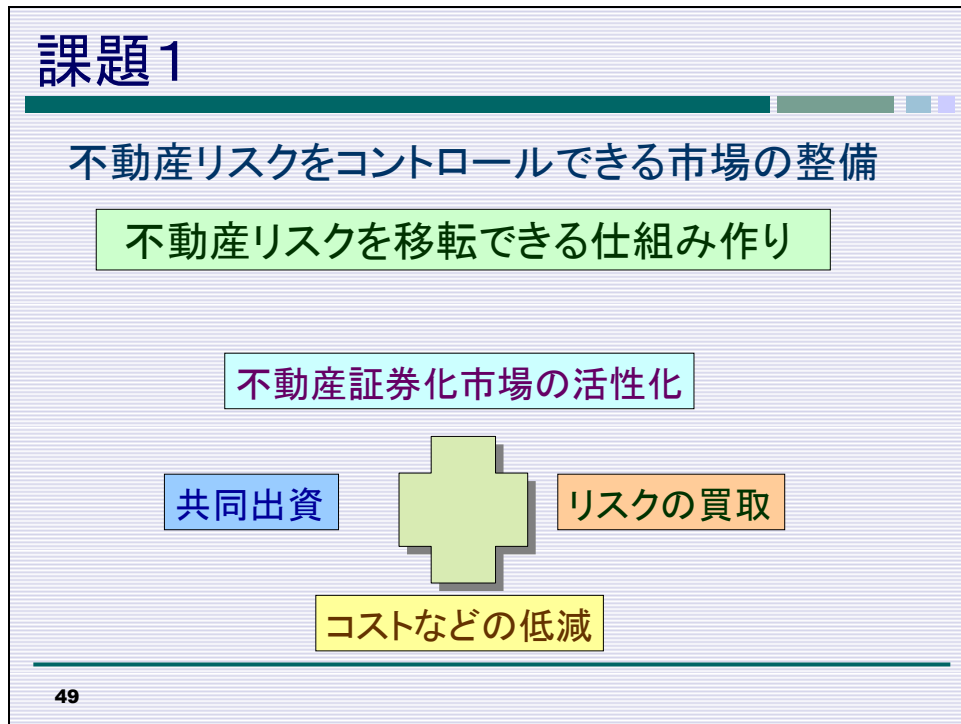 課題1
不動産リスクをコントロールできる市場の整備
不動産リスクを移転できる仕組み作り
不動産証券化市場の活性化
共同出資
リスクの買取
コストなどの低減
49